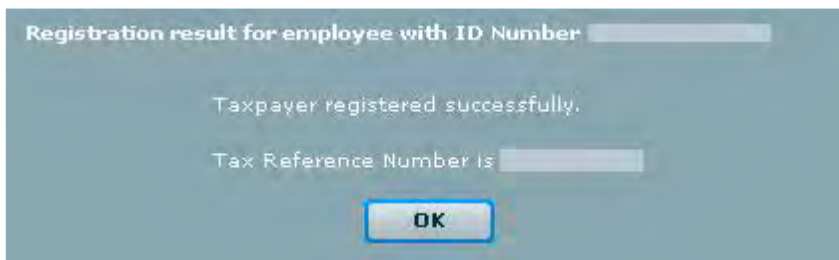 Registration result for employee with ID Number
Taxpayer registered successfully.
Tax Reference Number is
OK